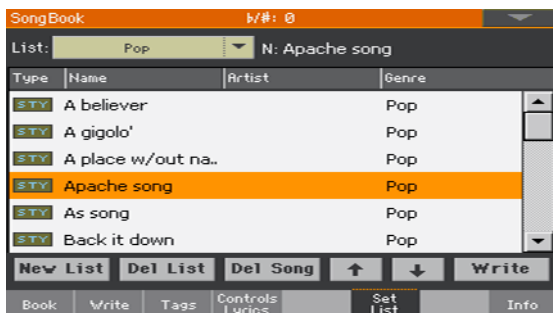 SongBook ♭/#: 0
List: Pop N: Apache song
Type Name Artist Genre
STY A believer Pop
STY A gigolo' Pop
STY A place w/out na.. Pop
STY Apache song Pop
STY As song Pop
STY Back it down Pop
New List Del List Del Song ↑ ↓ Write
Book Write Tags Controls Lyrics Set List Info